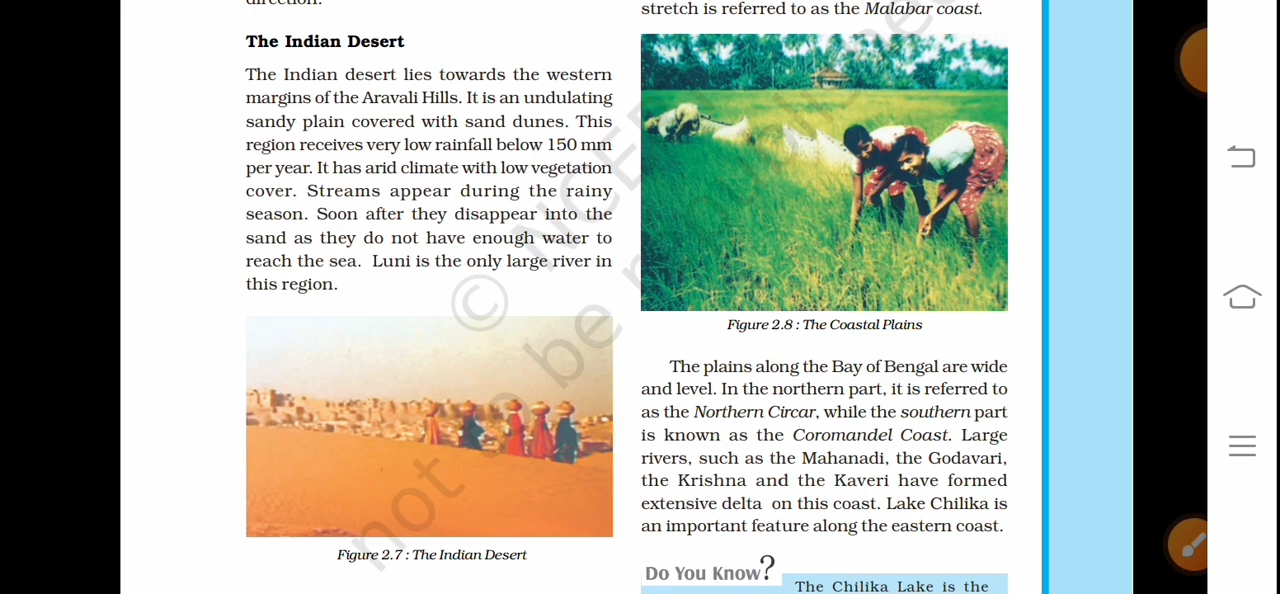 The Indian Desert
The Indian desert lies towards the western
margins of the Aravali Hills. It is an undulating
sandy plain covered with sand dunes. This
region receives very low rainfall below 150 mm
per year. It has arid climate with low vegetation
cover. Streams appear during the rainy
season. Soon after they disappear into the
sand as they do not have enough water to
reach the sea. Luni is the only large river in
this region.
Figure 2.7 : The Indian Desert
stretch is referred to as the Malabar coast.
Figure 2.8 : The Coastal Plains
The plains along the Bay of Bengal are wide
and level. In the northern part, it is referred to
as the Northern Circar, while the southern part
is known as the Coromandel Coast. Large
rivers, such as the Mahanadi, the Godavari,
the Krishna and the Kaveri have formed
extensive delta on this coast. Lake Chilika is
an important feature along the eastern coast.
Do You Know?
The Chilika Lake is the
© NCE
not to be